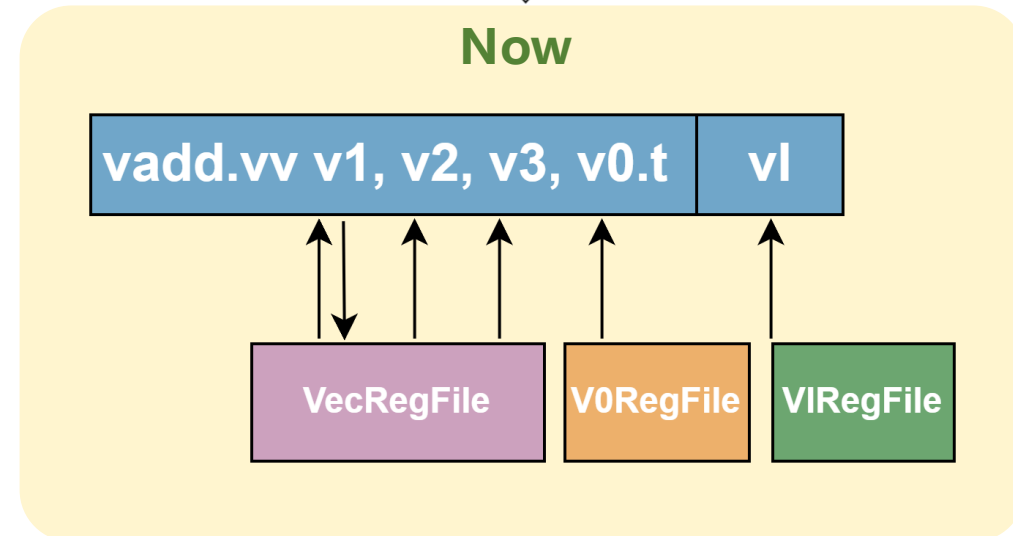 Now
vadd.vv v1, v2, v3, v0.t
vl
VecRegFile
V0RegFile
VlRegFile